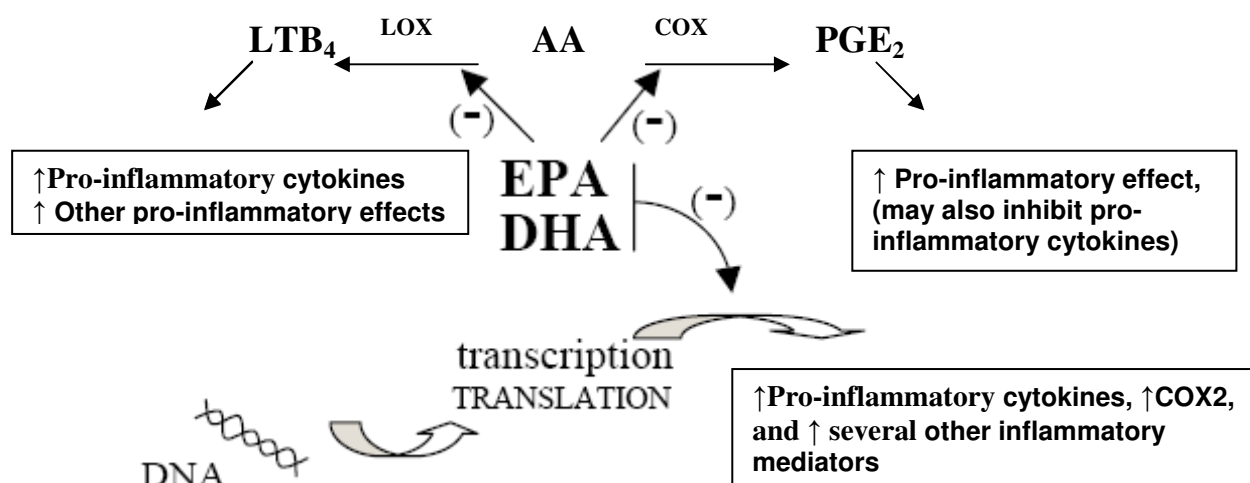 LTB₄ LOX AA COX PGE₂
(-) (-)
↑Pro-inflammatory cytokines
↑ Other pro-inflammatory effects
EPA
DHA
(-)
↑ Pro-inflammatory effect,
(may also inhibit pro-
inflammatory cytokines)
transcription
TRANSLATION
↑Pro-inflammatory cytokines, ↑COX2,
and ↑ several other inflammatory
mediators
DNA